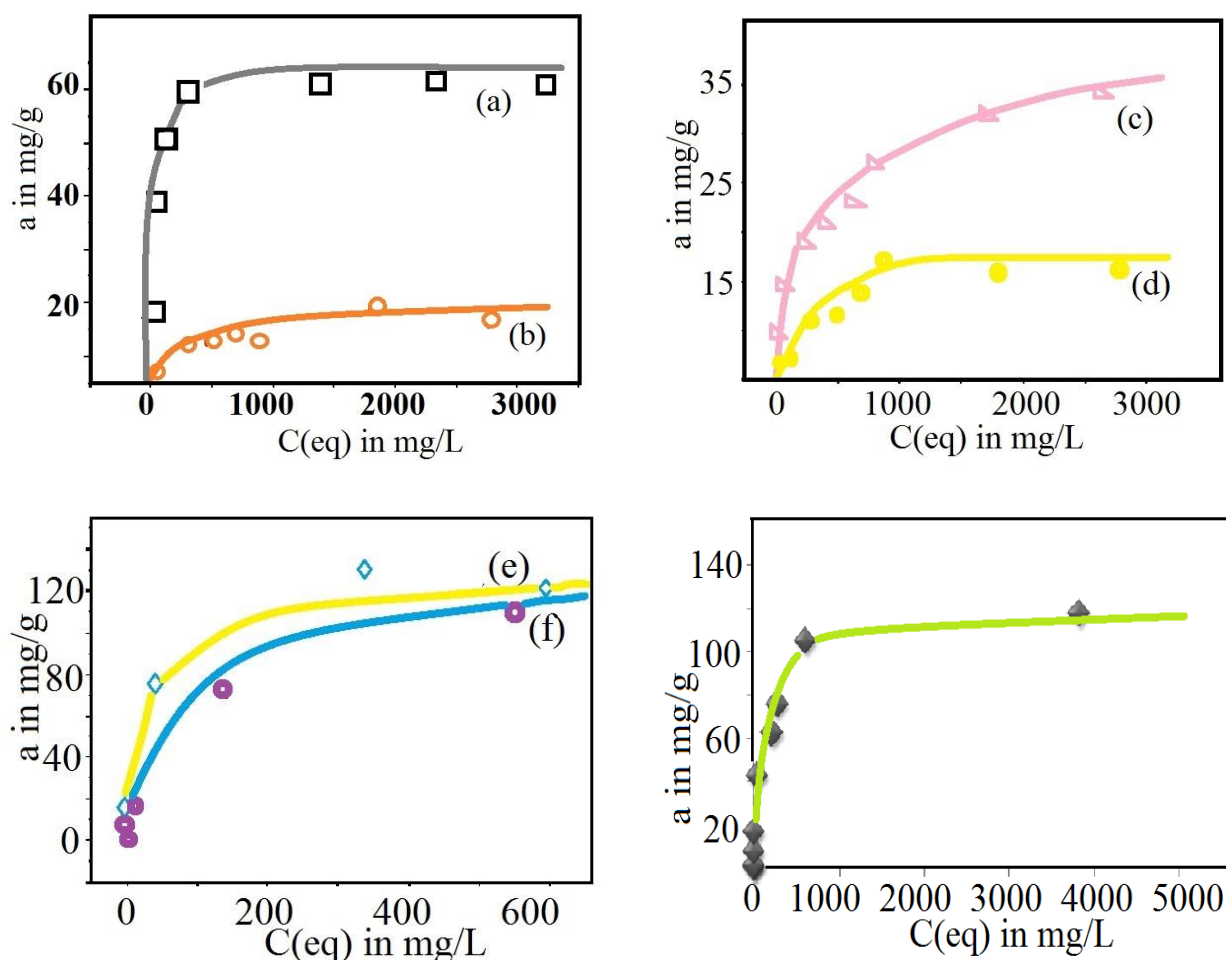 60
40
20
a in mg/g
(a)
(b)
0 1000 2000 3000
C(eq) in mg/L
35
25
15
a in mg/g
(c)
(d)
0 1000 2000 3000
C(eq) in mg/L
120
80
40
0
a in mg/g
(e)
(f)
0 200 400 600
C(eq) in mg/L
140
100
60
20
a in mg/g
0 1000 2000 3000 4000 5000
C(eq) in mg/L